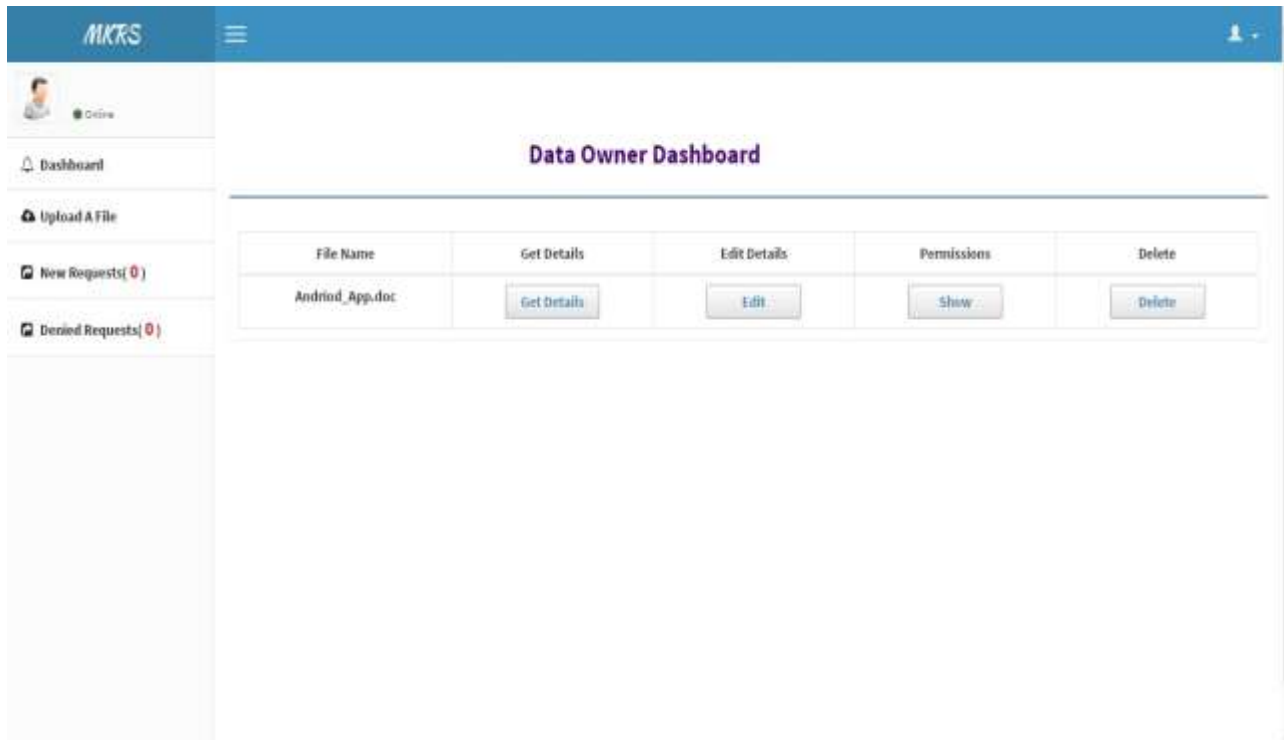 MKRS
Online
Dashboard
Upload A File
New Requests( 0 )
Denied Requests( 0 )
Data Owner Dashboard
File Name Get Details Edit Details Permissions Delete
Andriod_App.doc Get Details Edit Show Delete